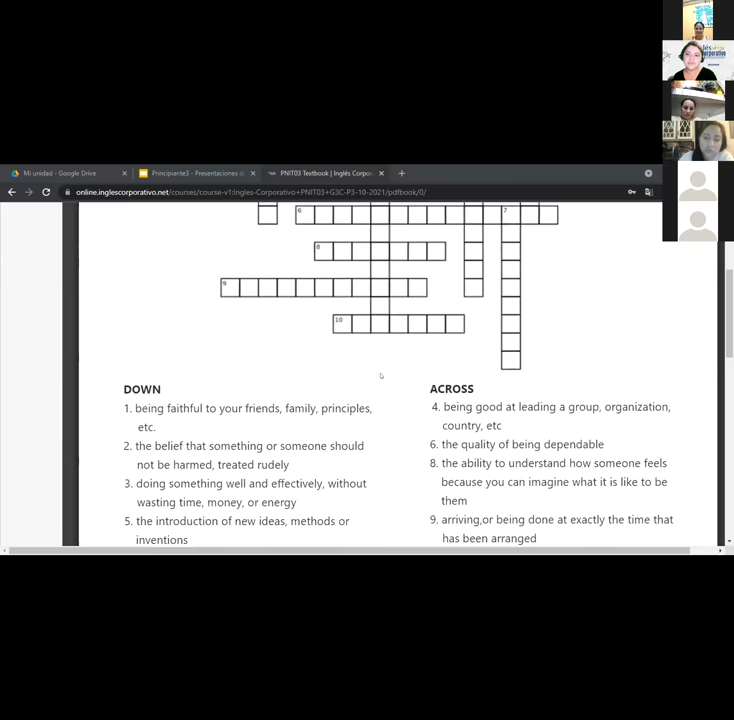 Mi unidad - Google Drive
Principiante3 - Presentaciones d
PNIT03 Textbook | Inglés Corpor
online.inglescorporativo.net/courses/course-v1:Ingles-Corporativo+PNIT03+G3C-P3-10-2021/pdfbook/0/
6 7
8
9
10
DOWN
1. being faithful to your friends, family, principles,
etc.
2. the belief that something or someone should
not be harmed, treated rudely
3. doing something well and effectively, without
wasting time, money, or energy
5. the introduction of new ideas, methods or
inventions
ACROSS
4. being good at leading a group, organization,
country, etc
6. the quality of being dependable
8. the ability to understand how someone feels
because you can imagine what it is like to be
them
9. arriving,or being done at exactly the time that
has been arranged